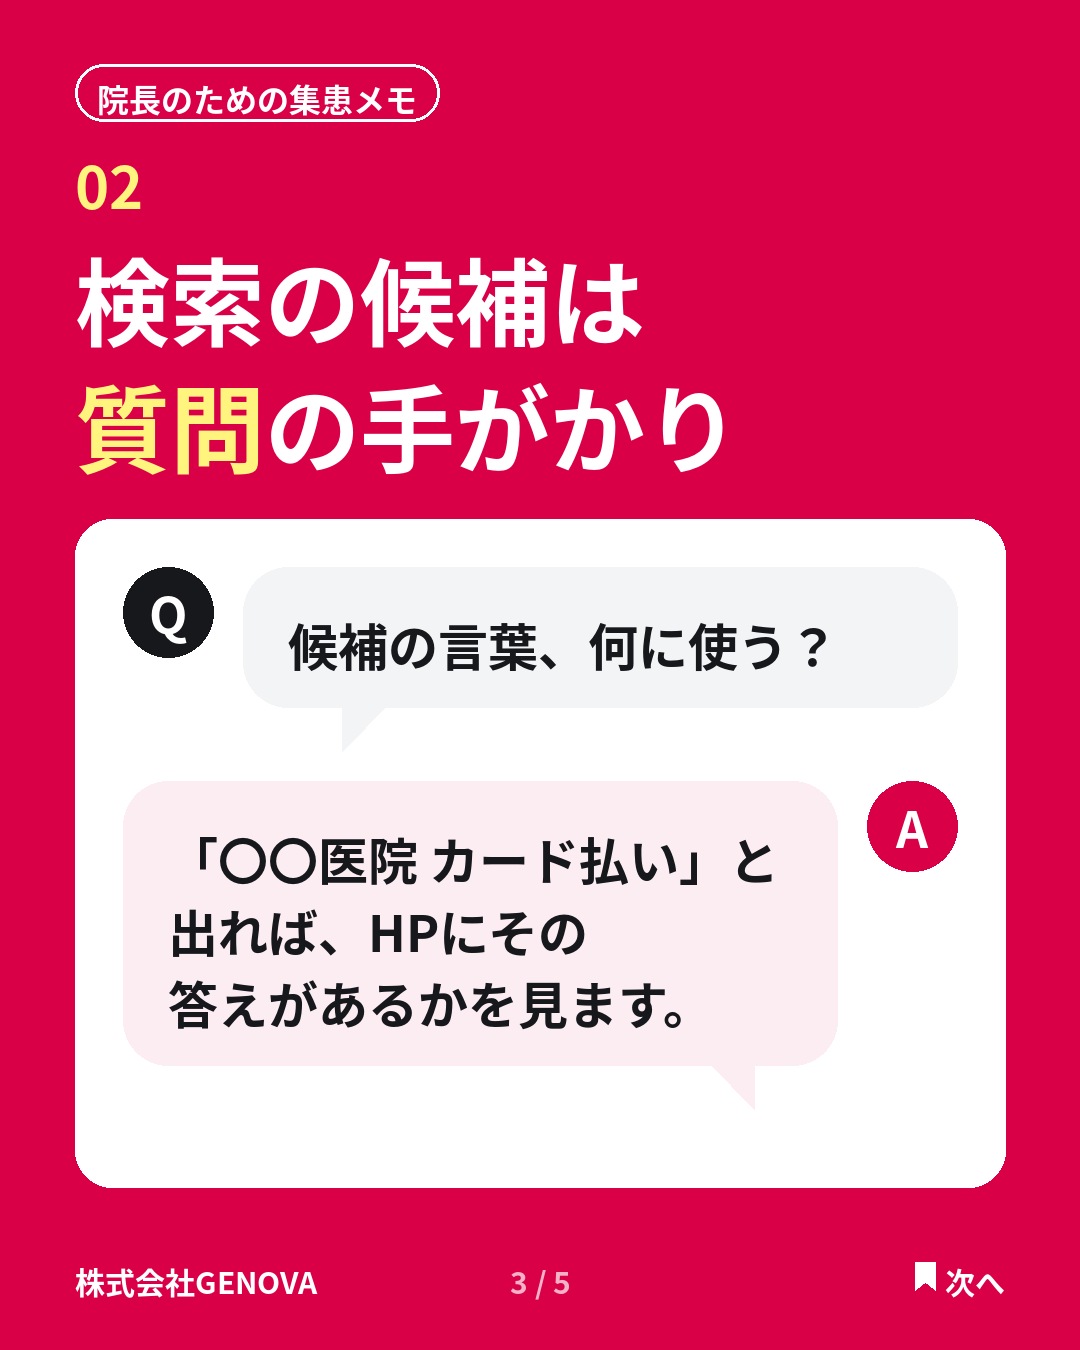 院長のための集患メモ
02
検索の候補は
質問の手がかり
Q
候補の言葉、何に使う？
「〇〇医院 カード払い」と
出れば、HPにその
答えがあるかを見ます。
A
株式会社GENOVA
3 / 5
次へ